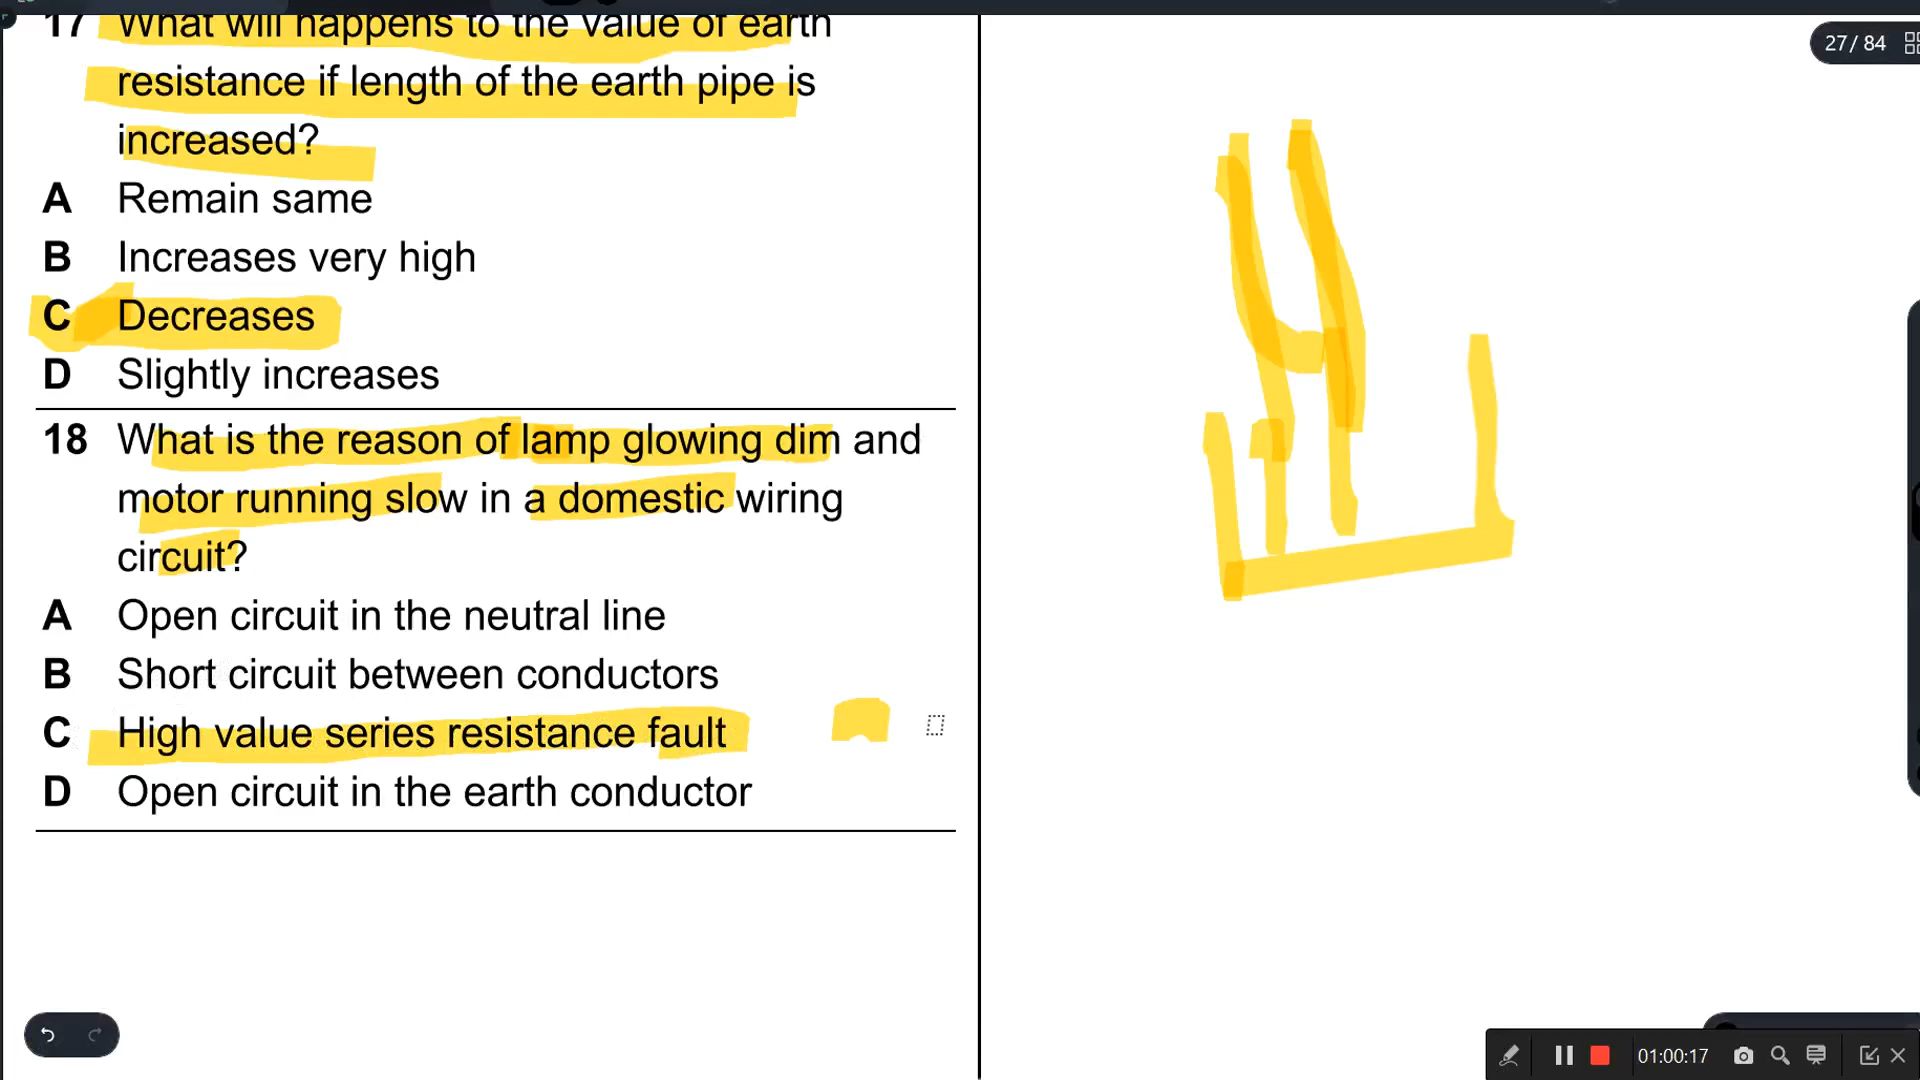 17 What will happens to the value of earth
resistance if length of the earth pipe is
increased?
A Remain same
B Increases very high
C Decreases
D Slightly increases
18 What is the reason of lamp glowing dim and
motor running slow in a domestic wiring
circuit?
A Open circuit in the neutral line
B Short circuit between conductors
C High value series resistance fault
D Open circuit in the earth conductor
27 / 84
01:00:17